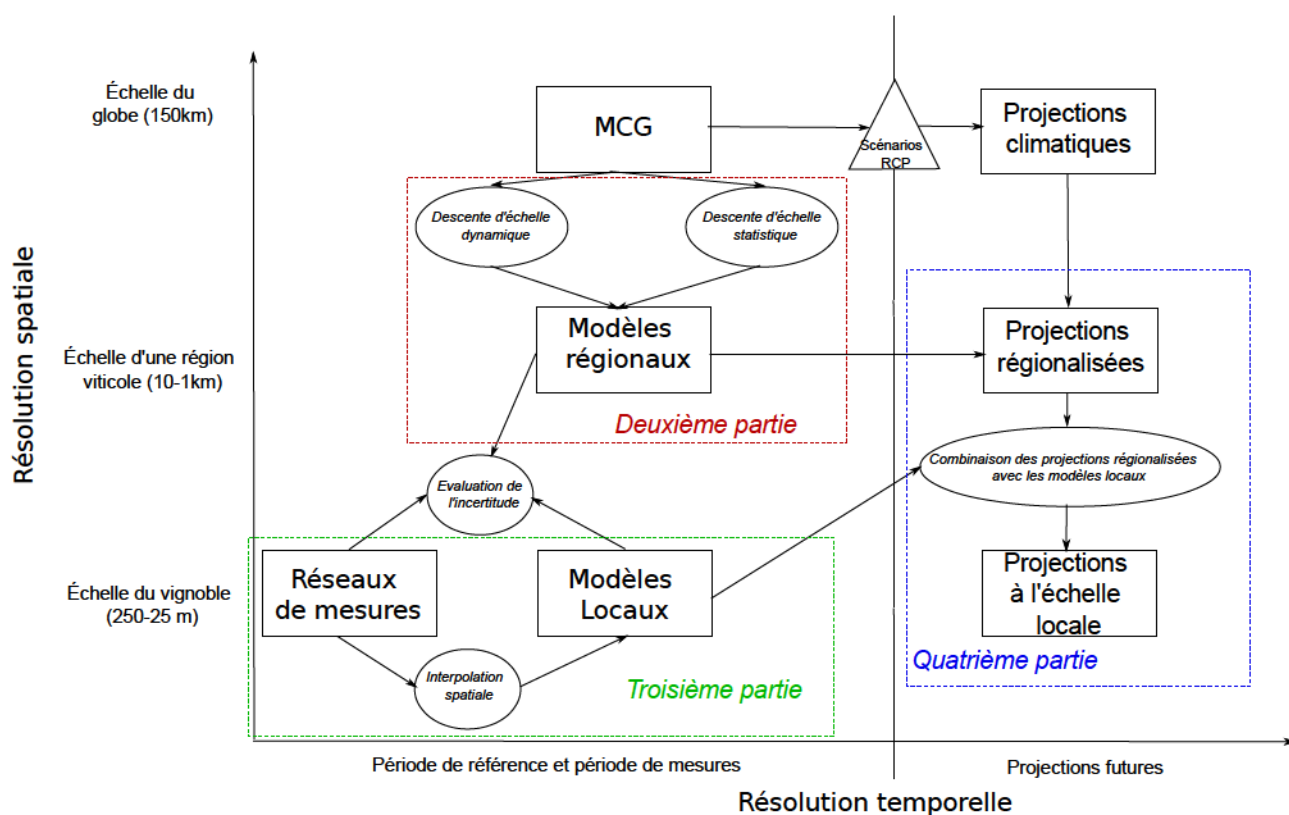 Échelle du
globe (150km)
MCG
Scénarios
RCP
Projections
climatiques
Descente d'échelle
dynamique
Descente d'échelle
statistique
Résolution spatiale
Échelle d'une région
viticole (10-1km)
Modèles
régionaux
Projections
régionalisées
Deuxième partie
Combinaison des projections régionalisées
avec les modèles locaux
Evaluation de
l'incertitude
Échelle du vignoble
(250-25 m)
Réseaux
de mesures
Modèles
Locaux
Projections
à l'échelle
locale
Quatrième partie
Interpolation
spatiale
Troisième partie
Période de référence et période de mesures
Projections futures
Résolution temporelle